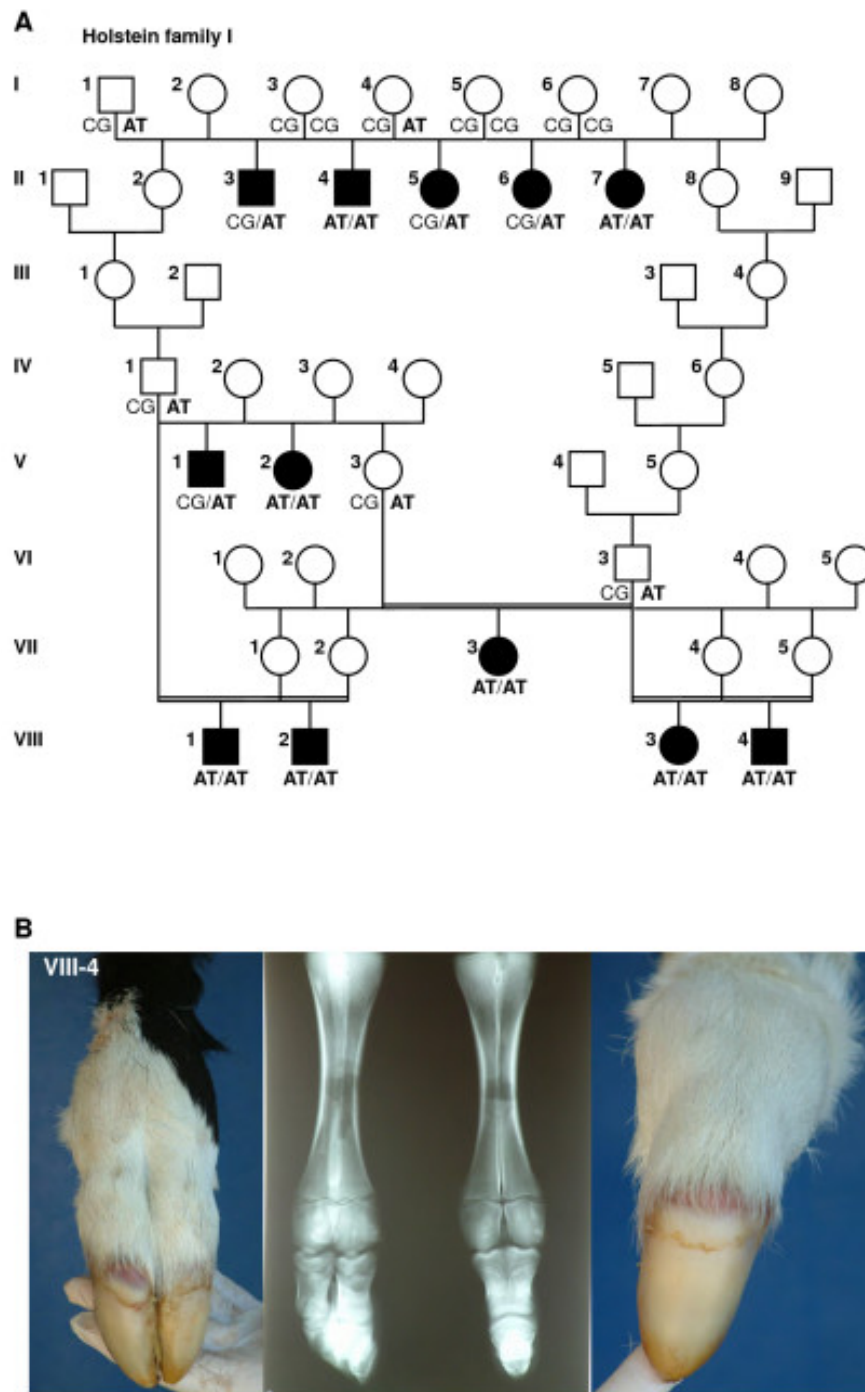 A
Holstein family I
I 1 2 3 4 5 6 7 8
CG AT CG CG CG AT CG CG CG CG
II 1 2 3 4 5 6 7 8 9
CG/AT AT/AT CG/AT CG/AT AT/AT
III 1 2 3 4
IV 1 2 3 4 5 6
CG AT
V 1 2 3 4 5
CG/AT AT/AT CG AT
VI 1 2 3 4 5
CG AT
VII 1 2 3 4 5
AT/AT
VIII 1 2 3 4
AT/AT AT/AT AT/AT AT/AT
B
VIII-4